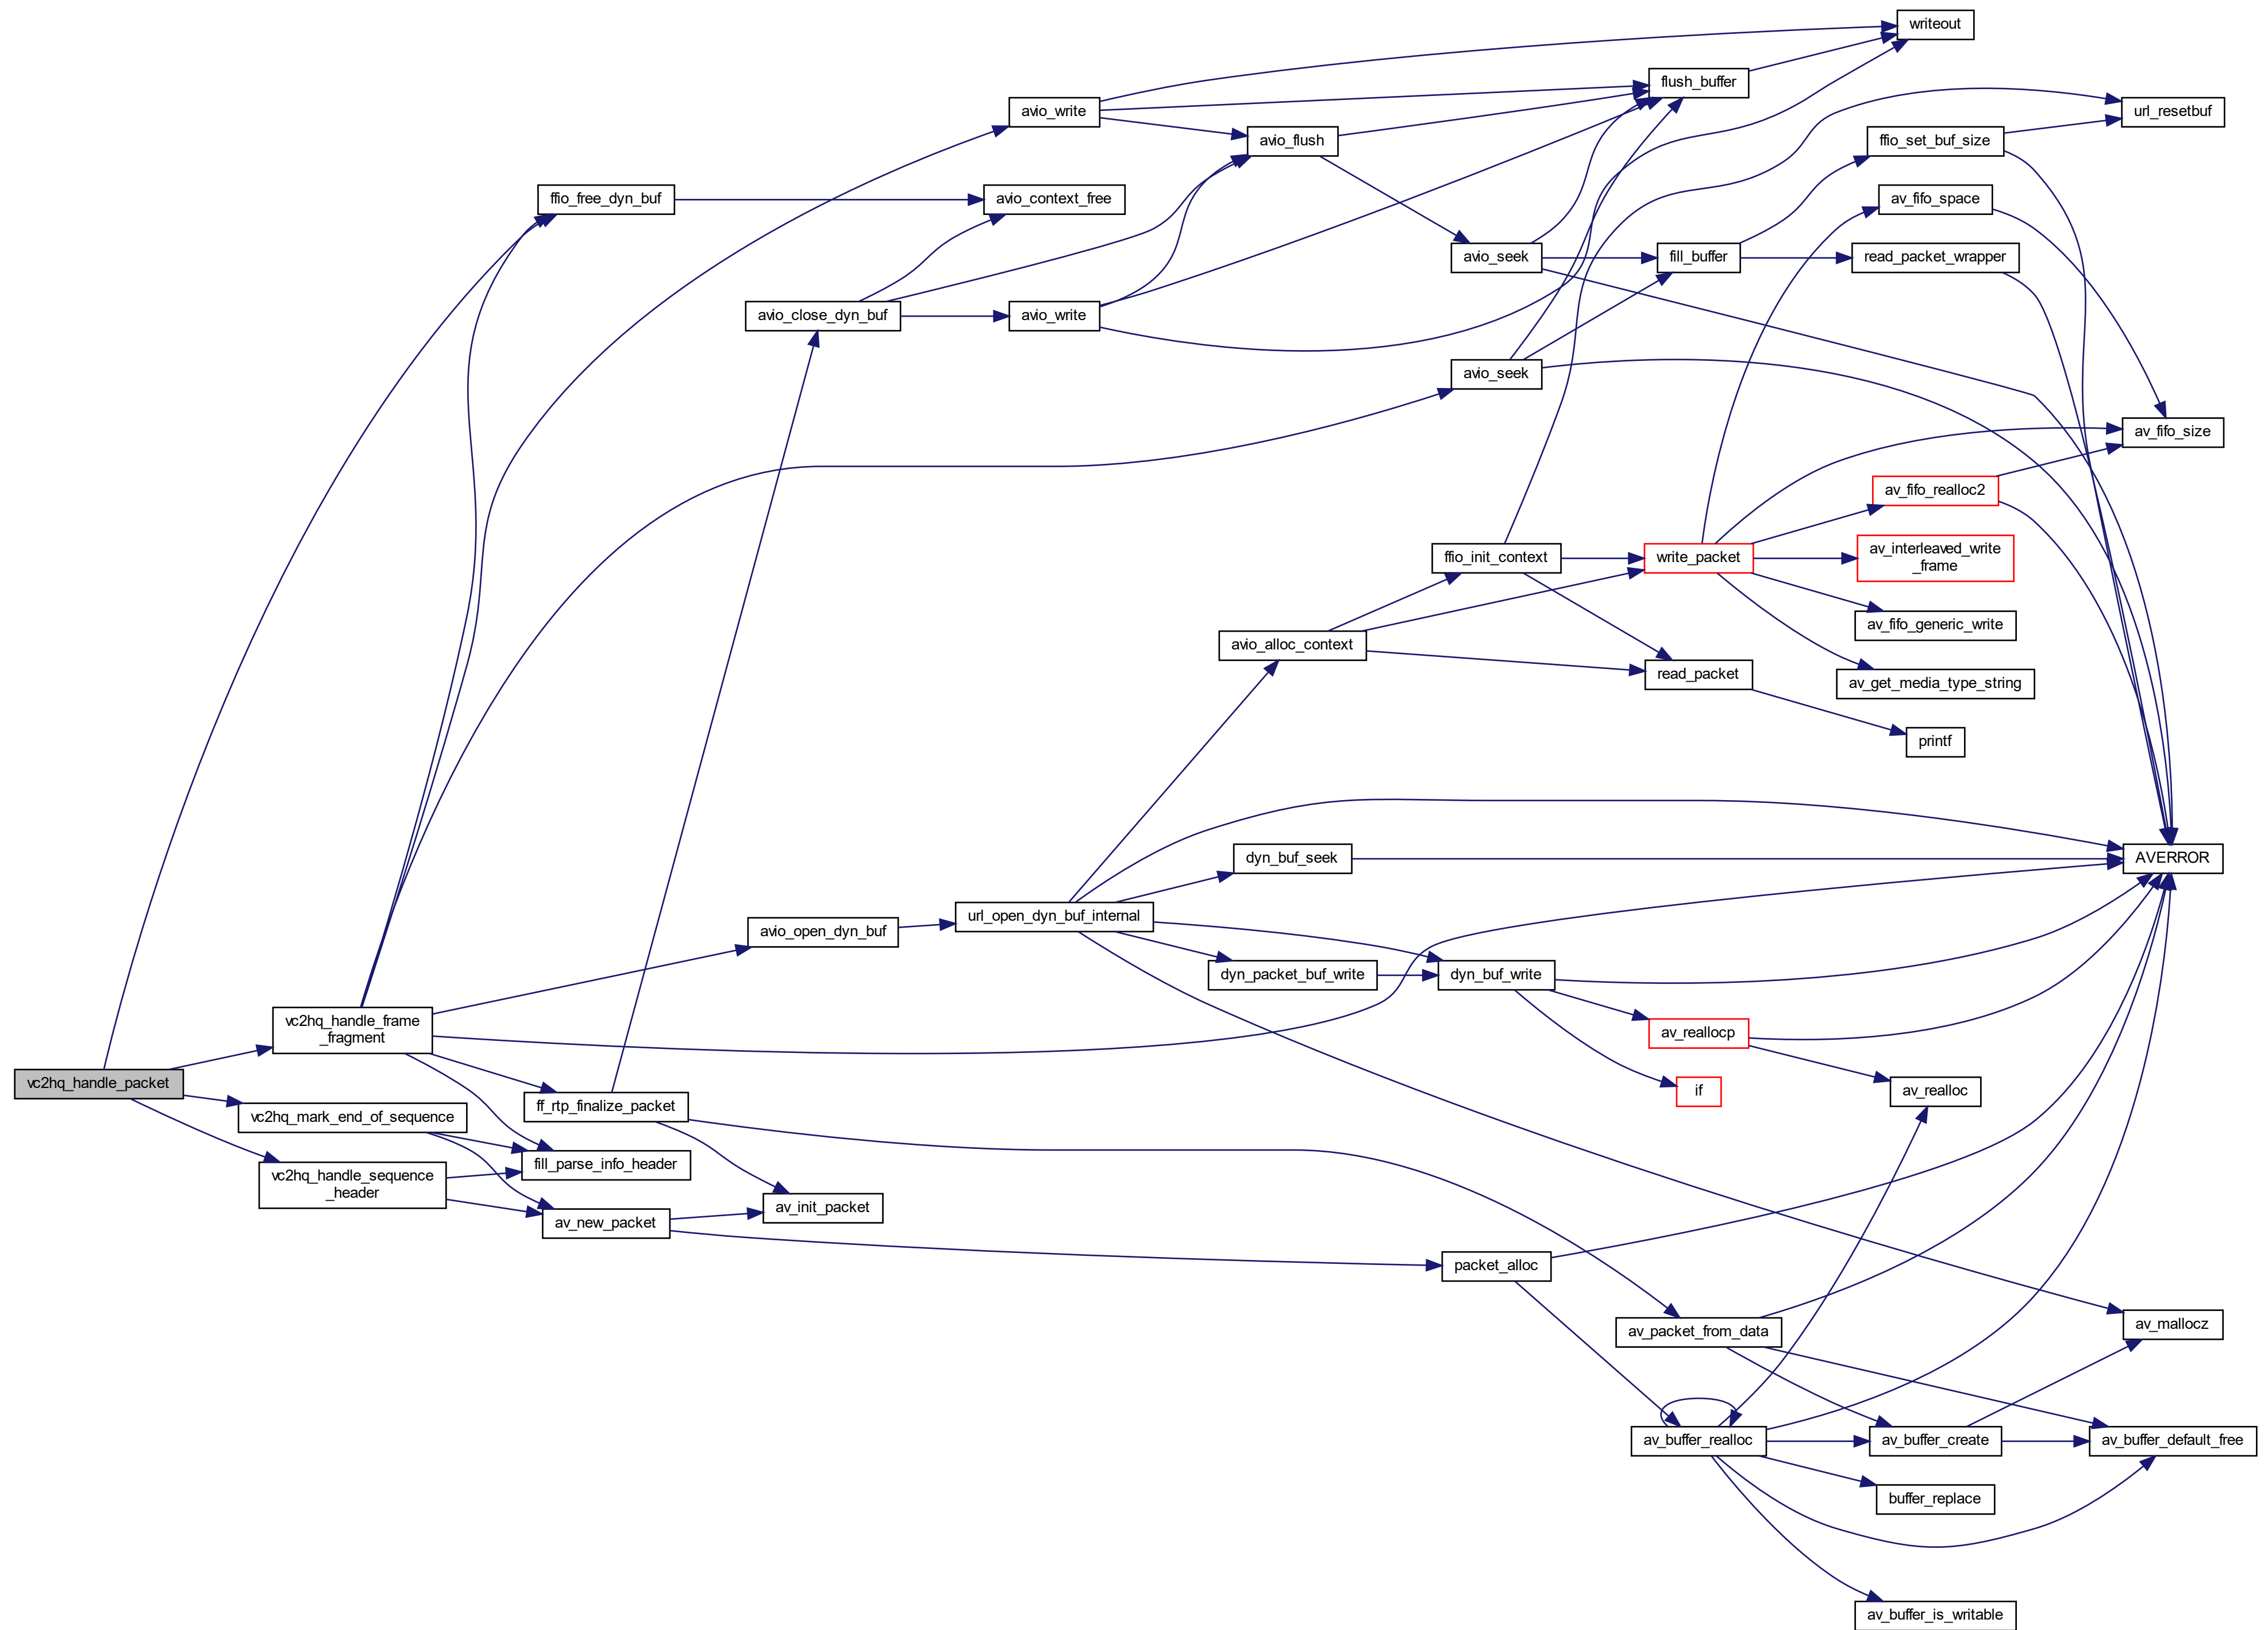 writeout
flush_buffer
avio_write
url_resetbuf
avio_flush
ffio_set_buf_size
ffio_free_dyn_buf
avio_context_free
av_fifo_space
avio_seek
fill_buffer
read_packet_wrapper
avio_close_dyn_buf
avio_write
avio_seek
av_fifo_size
av_fifo_realloc2
ffio_init_context
write_packet
av_interleaved_write
_frame
av_fifo_generic_write
avio_alloc_context
read_packet
av_get_media_type_string
printf
dyn_buf_seek
AVERROR
url_open_dyn_buf_internal
avio_open_dyn_buf
dyn_packet_buf_write
dyn_buf_write
vc2hq_handle_frame
_fragment
av_reallocp
vc2hq_handle_packet
if
av_realloc
ff_rtp_finalize_packet
vc2hq_mark_end_of_sequence
fill_parse_info_header
vc2hq_handle_sequence
_header
av_init_packet
av_new_packet
packet_alloc
av_packet_from_data
av_mallocz
av_buffer_realloc
av_buffer_create
av_buffer_default_free
buffer_replace
av_buffer_is_writable